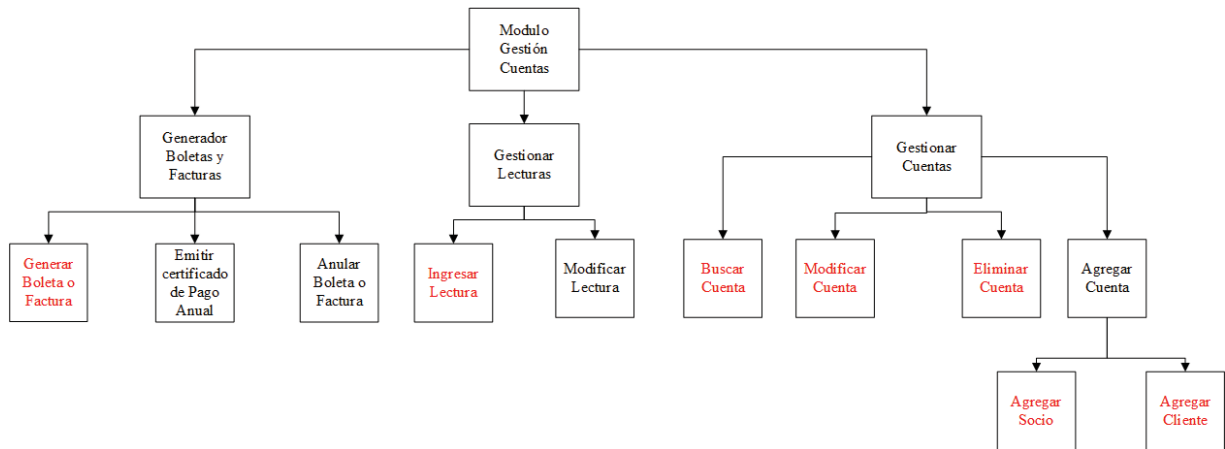 Modulo
Gestión
Cuentas
Generador
Boletas y
Facturas
Gestionar
Lecturas
Gestionar
Cuentas
Generar
Boleta o
Factura
Emitir
certificado
de Pago
Anual
Anular
Boleta o
Factura
Ingresar
Lectura
Modificar
Lectura
Buscar
Cuenta
Modificar
Cuenta
Eliminar
Cuenta
Agregar
Cuenta
Agregar
Socio
Agregar
Cliente